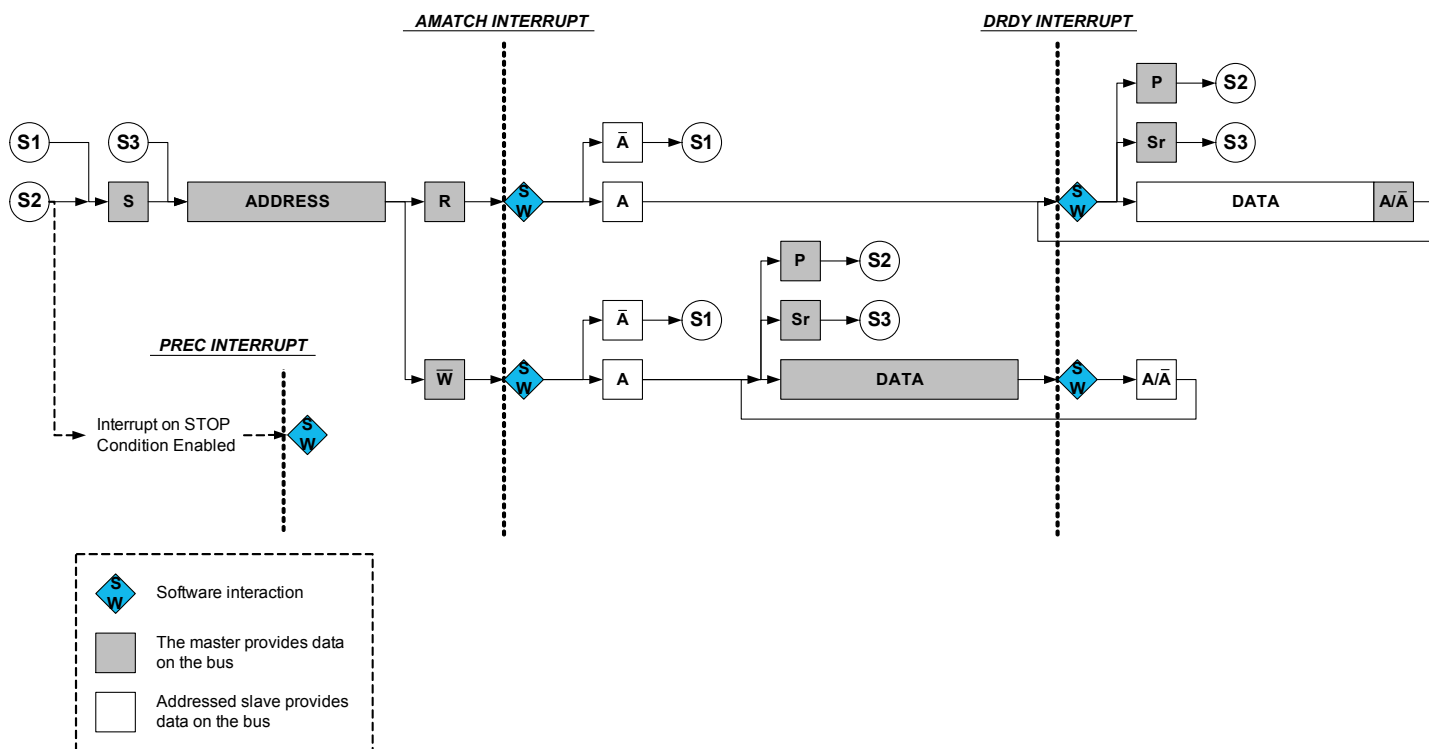 AMATCH INTERRUPT
DRDY INTERRUPT
P
S2
S1
S3
A̅
S1
Sr
S3
S2
S
ADDRESS
R
S
W
A
S
W
DATA
A/A̅
P
S2
A̅
S1
Sr
S3
PREC INTERRUPT
W̅
S
W
A
DATA
S
W
A/A̅
Interrupt on STOP
Condition Enabled
S
W
S
W
Software interaction
The master provides data
on the bus
Addressed slave provides
data on the bus